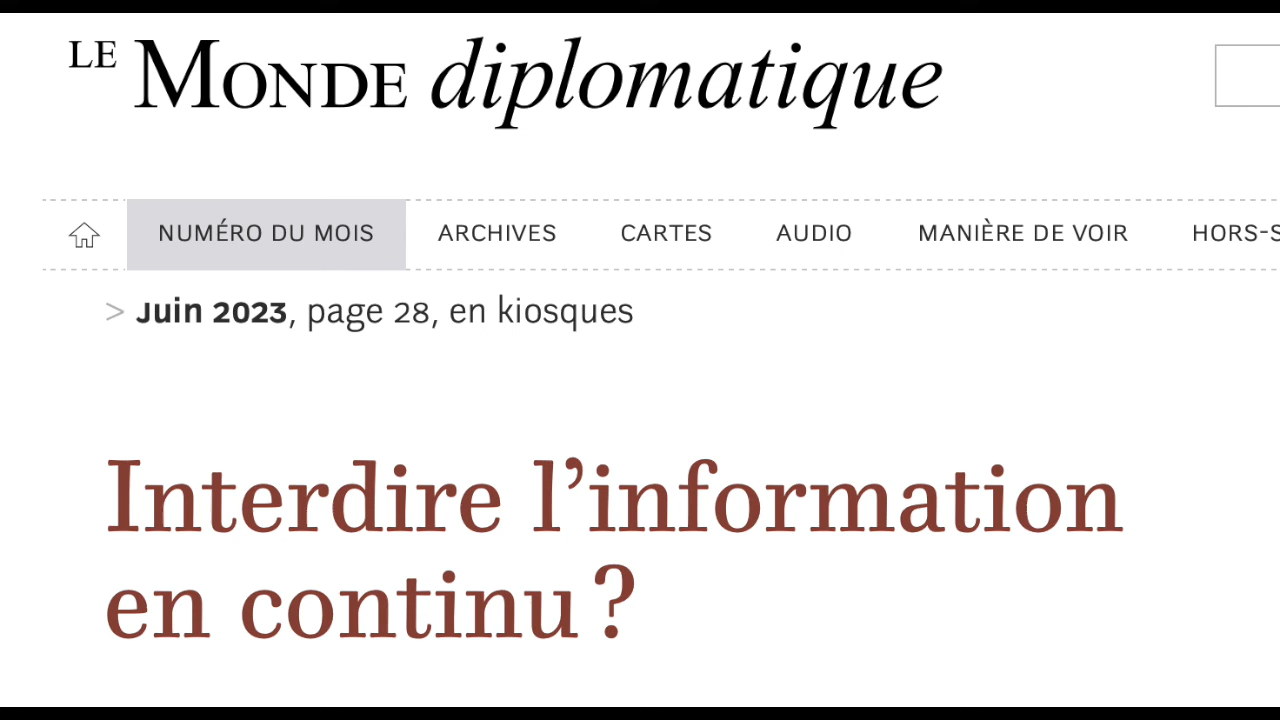 LE MONDE diplomatique
NUMÉRO DU MOIS ARCHIVES CARTES AUDIO MANIÈRE DE VOIR HORS-S
> Juin 2023, page 28, en kiosques
Interdire l’information
en continu ?